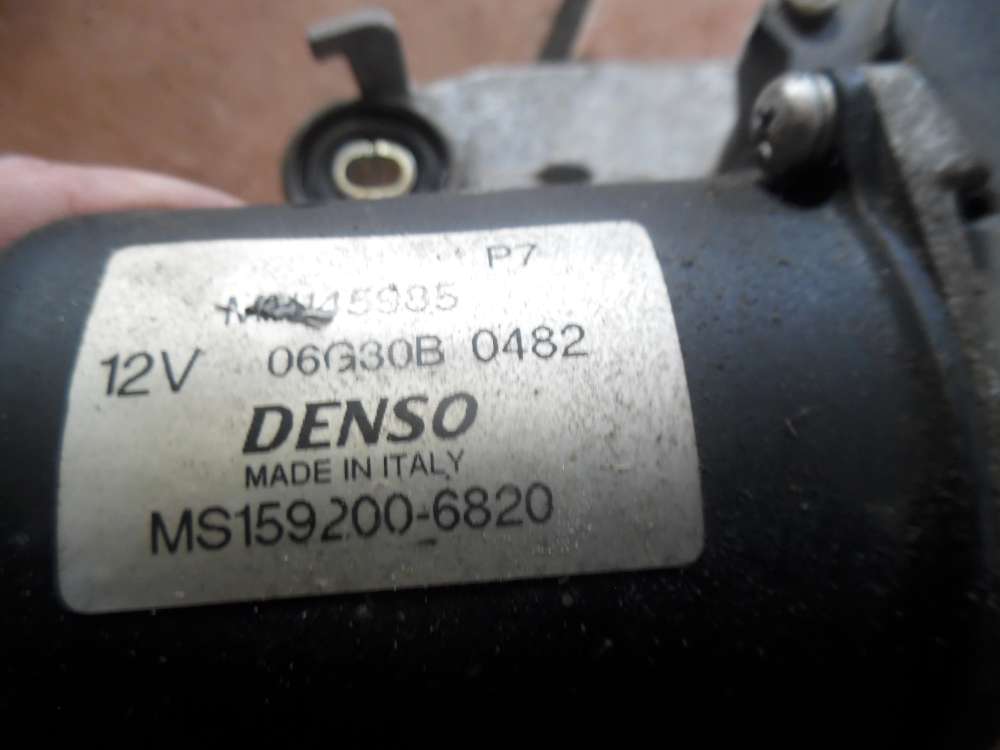 P7
12V 06G30B 0482
DENSO
MADE IN ITALY
MS159200-6820